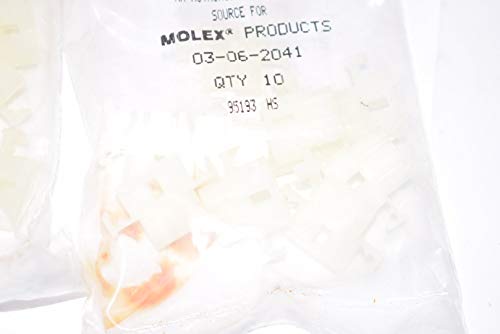 SOURCE FOR
MOLEX® PRODUCTS
03-06-2041
QTY 10
95193 HS